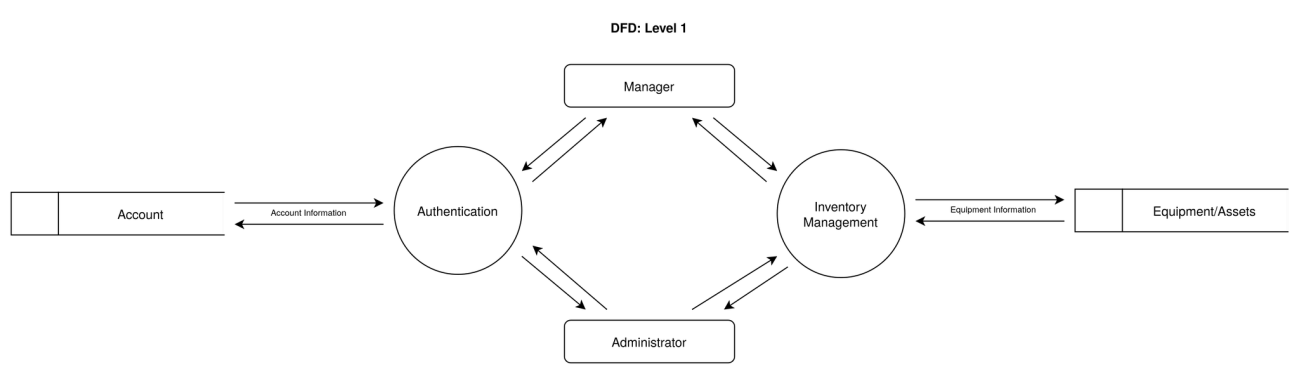 DFD: Level 1
Manager
Account
Account Information
Authentication
Inventory
Management
Equipment Information
Equipment/Assets
Administrator